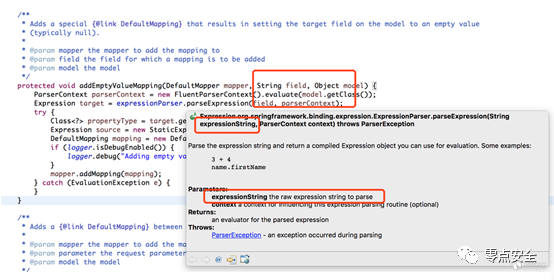 /**
* Adds a special {@link DefaultMapping} that results in setting the target field on the model to an empty value
* (typically null).
*
* @param mapper the mapper to add the mapping to
* @param field the field for which a mapping is to be added
* @param model the model
*/
protected void addEmptyValueMapping(DefaultMapper mapper, String field, Object model) {
ParserContext parserContext = new FluentParserContext().evaluate(model.getClass());
Expression target = expressionParser.parseExpression(field, parserContext);
try {
Class<?> propertyType = target.ge
Expression source = new StaticExp
DefaultMapping mapping = new Defa
if (logger.isDebugEnabled()) {
logger.debug("Adding empty va
}
mapper.addMapping(mapping);
} catch (EvaluationException e) {
}
}
/**
* Adds a {@link DefaultMapping} between
*
* @param mapper the mapper to add the ma
* @param parameter the request parameter
* @param model the model
Expression org.springframework.binding.expression.ExpressionParser.parseExpression(String
expressionString, ParserContext context) throws ParserException
Parse the expression string and return a compiled Expression object you can use for evaluation. Some examples:
3 + 4
name.firstName
Parameters:
expressionString the raw expression string to parse
context a context for influencing this expression parsing routine (optional)
Returns:
an evaluator for the parsed expression
Throws:
ParserException - an exception occurred during parsing
零点安全